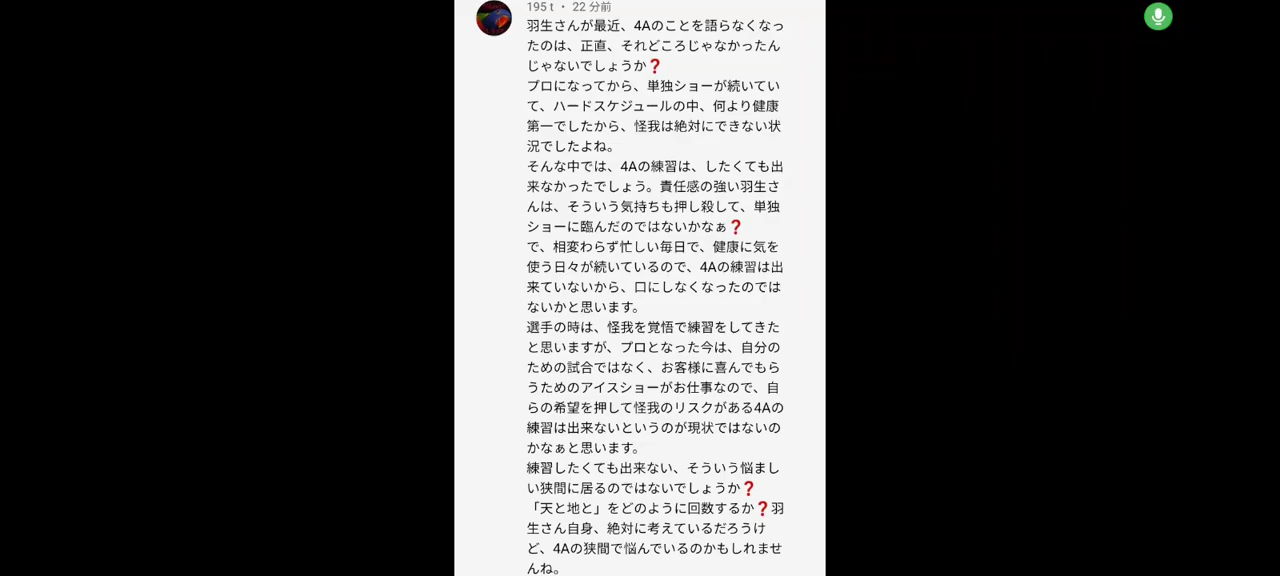 195 t ・ 22 分前
羽生さんが最近、4Aのことを語らなくなっ
たのは、正直、それどころじゃなかったん
じゃないでしょうか❓
プロになってから、単独ショーが続いてい
て、ハードスケジュールの中、何より健康
第一でしたから、怪我は絶対にできない状
況でしたよね。
そんな中では、4Aの練習は、したくても出
来なかったでしょう。責任感の強い羽生さ
んは、そういう気持ちも押し殺して、単独
ショーに臨んだのではないかなぁ❓
で、相変わらず忙しい毎日で、健康に気を
使う日々が続いているので、4Aの練習は出
来ていないから、口にしなくなったのでは
ないかと思います。
選手の時は、怪我を覚悟で練習をしてきた
と思いますが、プロとなった今は、自分の
ための試合ではなく、お客様に喜んでもら
うためのアイスショーがお仕事なので、自
らの希望を押して怪我のリスクがある4Aの
練習は出来ないというのが現状ではないの
かなぁと思います。
練習したくても出来ない、そういう悩まし
い狭間に居るのではないでしょうか❓
「天と地と」をどのように回数するか❓羽
生さん自身、絶対に考えているだろうけ
ど、4Aの狭間で悩んでいるのかもしれませ
んね。